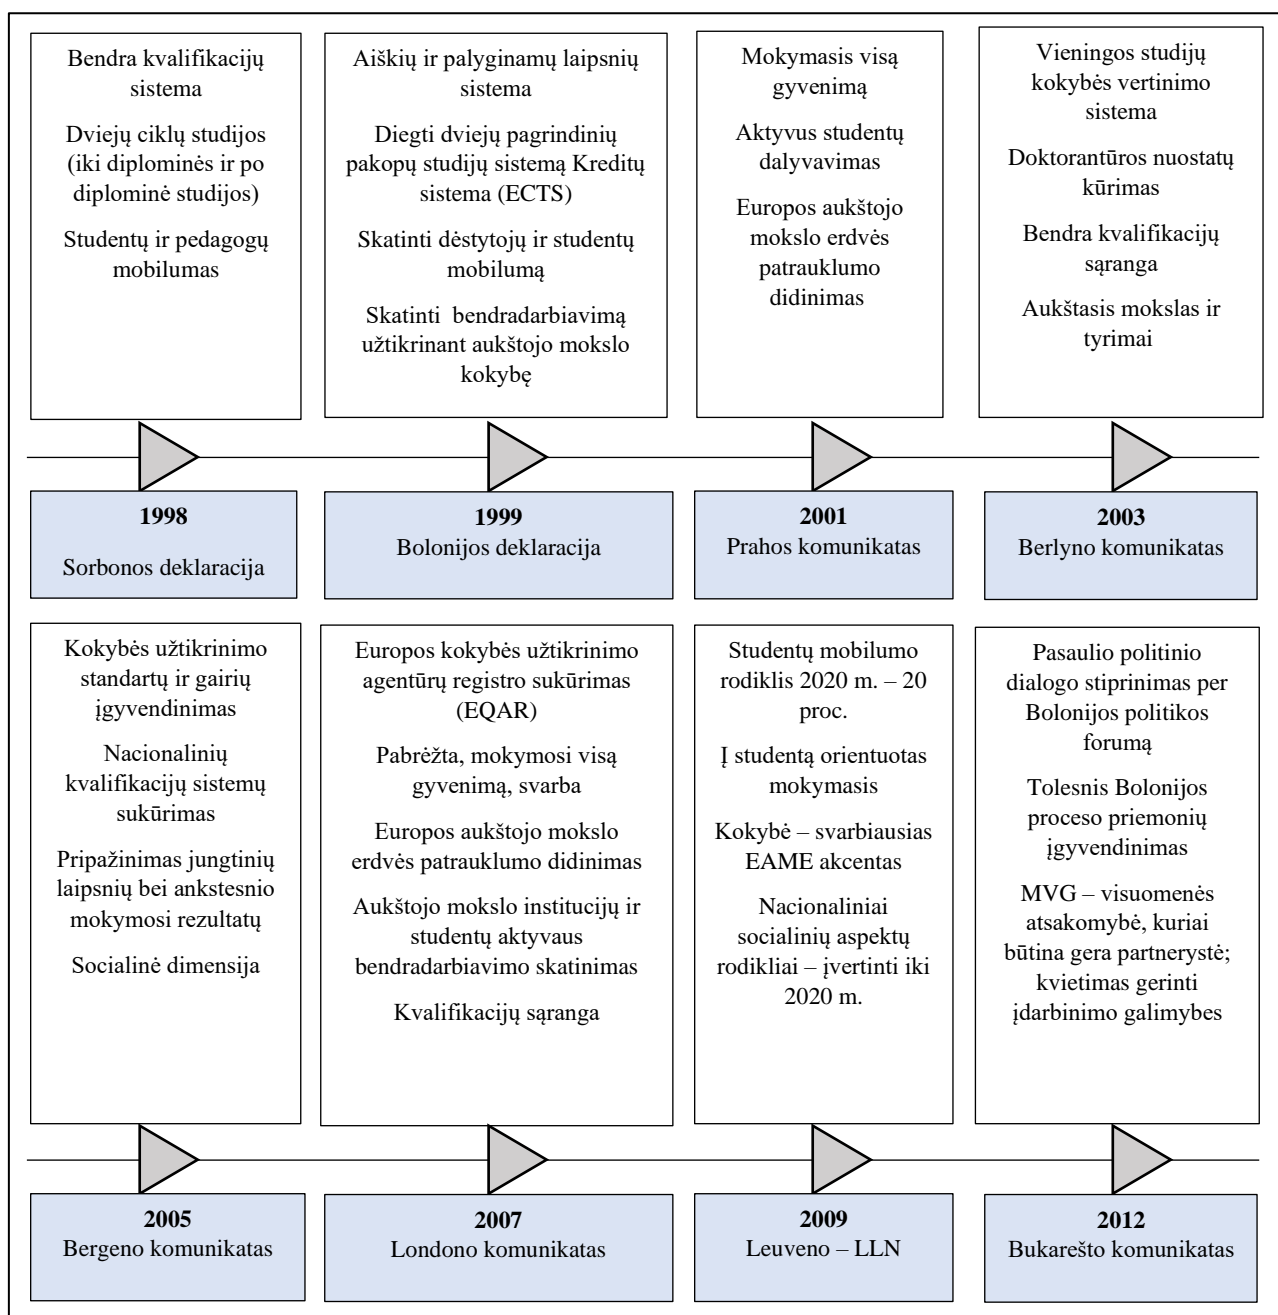 Bendra kvalifikacijų
sistema
Dviejų ciklų studijos
(iki diplominės ir po
diplominė studijos)
Studentų ir pedagogų
mobilumas
Aiškių ir palyginamų laipsnių
sistema
Diegti dviejų pagrindinių
pakopų studijų sistemą Kreditų
sistema (ECTS)
Skatinti dėstytojų ir studentų
mobilumą
Skatinti  bendradarbiavimą
užtikrinant aukštojo mokslo
kokybę
Mokymasis visą
gyvenimą
Aktyvus studentų
dalyvavimas
Europos aukštojo
mokslo erdvės
patrauklumo
didinimas
Vieningos studijų
kokybės vertinimo
sistema
Doktorantūros nuostatų
kūrimas
Bendra kvalifikacijų
sąranga
Aukštasis mokslas ir
tyrimai
1998
Sorbonos deklaracija
1999
Bolonijos deklaracija
2001
Prahos komunikatas
2003
Berlyno komunikatas
Kokybės užtikrinimo
standartų ir gairių
įgyvendinimas
Nacionalinių
kvalifikacijų sistemų
sukūrimas
Pripažinimas jungtinių
laipsnių bei ankstesnio
mokymosi rezultatų
Socialinė dimensija
Europos kokybės užtikrinimo
agentūrų registro sukūrimas
(EQAR)
Pabrėžta, mokymosi visą
gyvenimą, svarba
Europos aukštojo mokslo
erdvės patrauklumo didinimas
Aukštojo mokslo institucijų ir
studentų aktyvaus
bendradarbiavimo skatinimas
Kvalifikacijų sąranga
Studentų mobilumo
rodiklis 2020 m. – 20
proc.
Į studentą orientuotas
mokymasis
Kokybė – svarbiausias
EAME akcentas
Nacionaliniai
socialinių aspektų
rodikliai – įvertinti iki
2020 m.
Pasaulio politinio
dialogo stiprinimas per
Bolonijos politikos
forumą
Tolesnis Bolonijos
proceso priemonių
įgyvendinimas
MVG – visuomenės
atsakomybė, kuriai
būtina gera partnerystė;
kvietimas gerinti
įdarbinimo galimybes
2005
Bergeno komunikatas
2007
Londono komunikatas
2009
Leuveno – LLN
2012
Bukarešto komunikatas